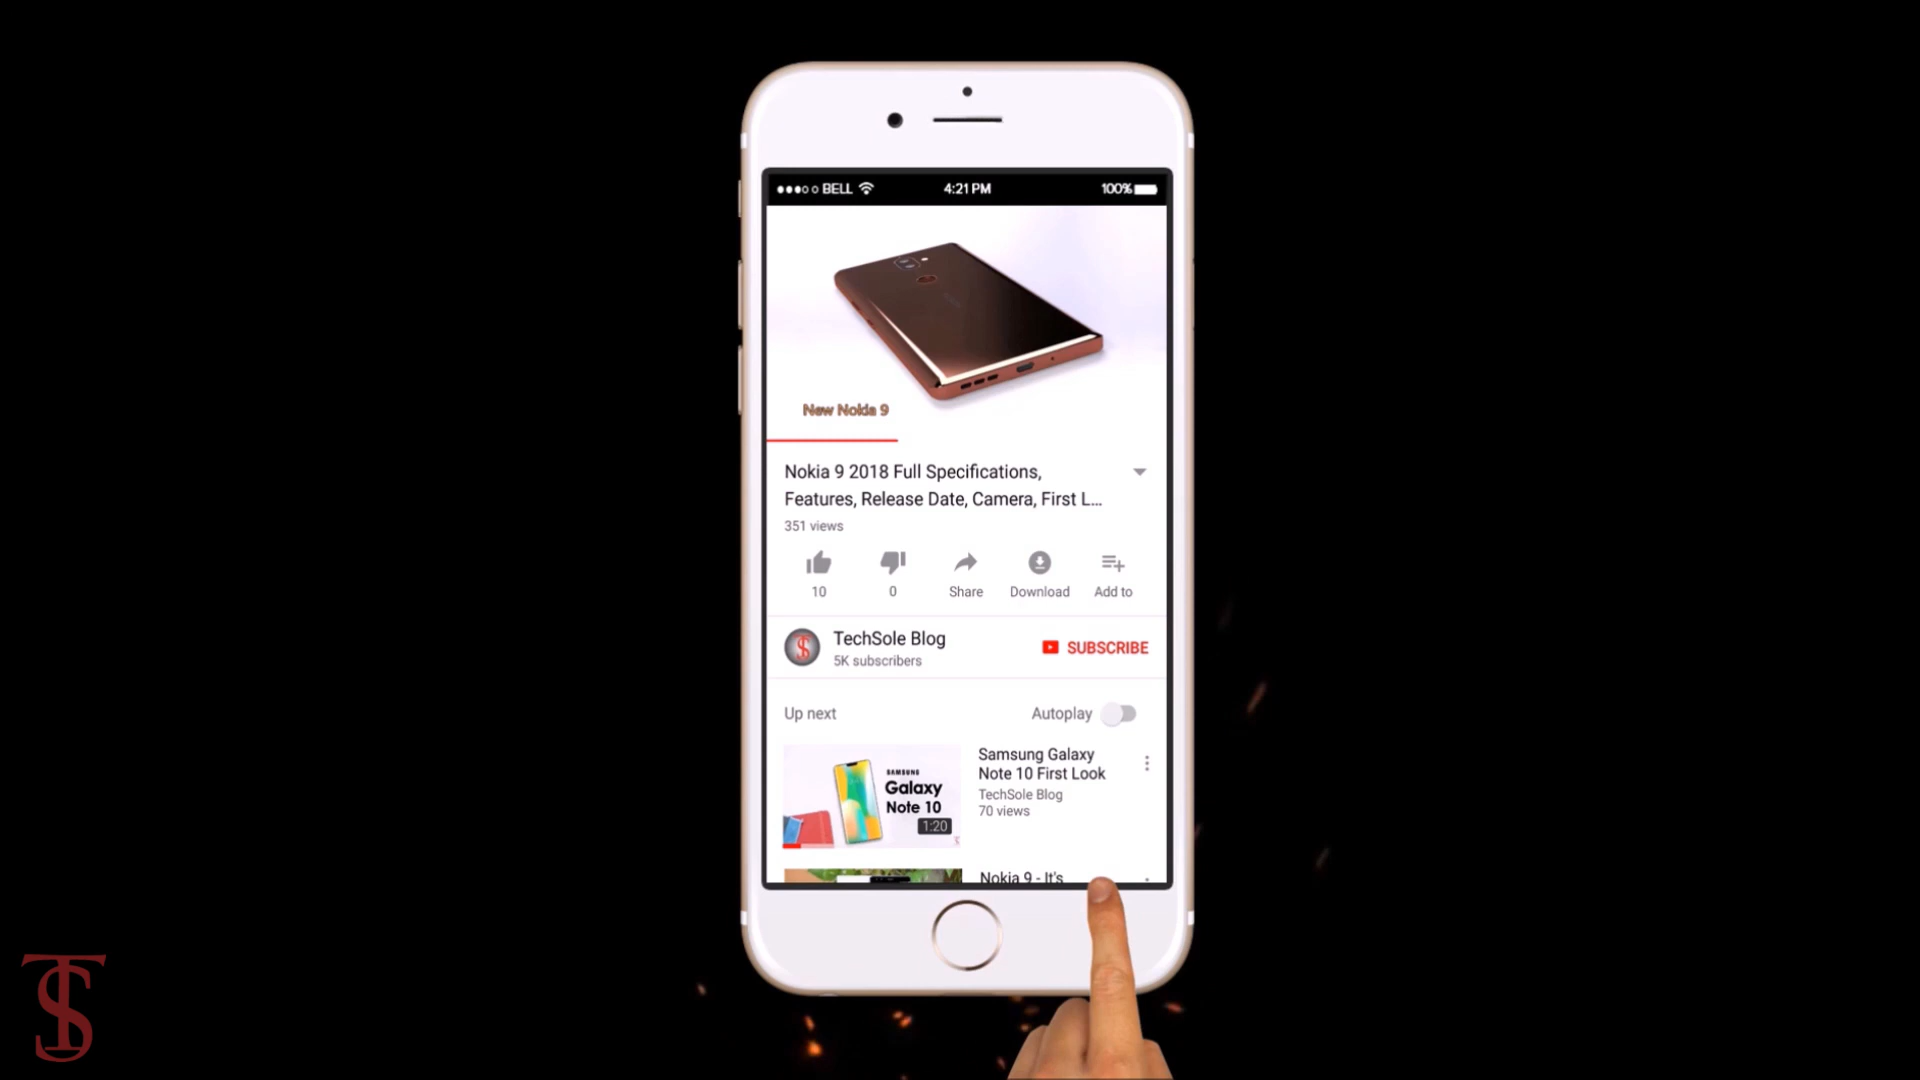 BELL
4:21 PM
100%
New Nokia 9
Nokia 9 2018 Full Specifications,
Features, Release Date, Camera, First L...
351 views
10
0
Share
Download
Add to
TechSole Blog
5K subscribers
SUBSCRIBE
Up next
Autoplay
SAMSUNG
Galaxy
Note 10
1:20
Samsung Galaxy
Note 10 First Look
TechSole Blog
70 views
Nokia 9 - It's
TS